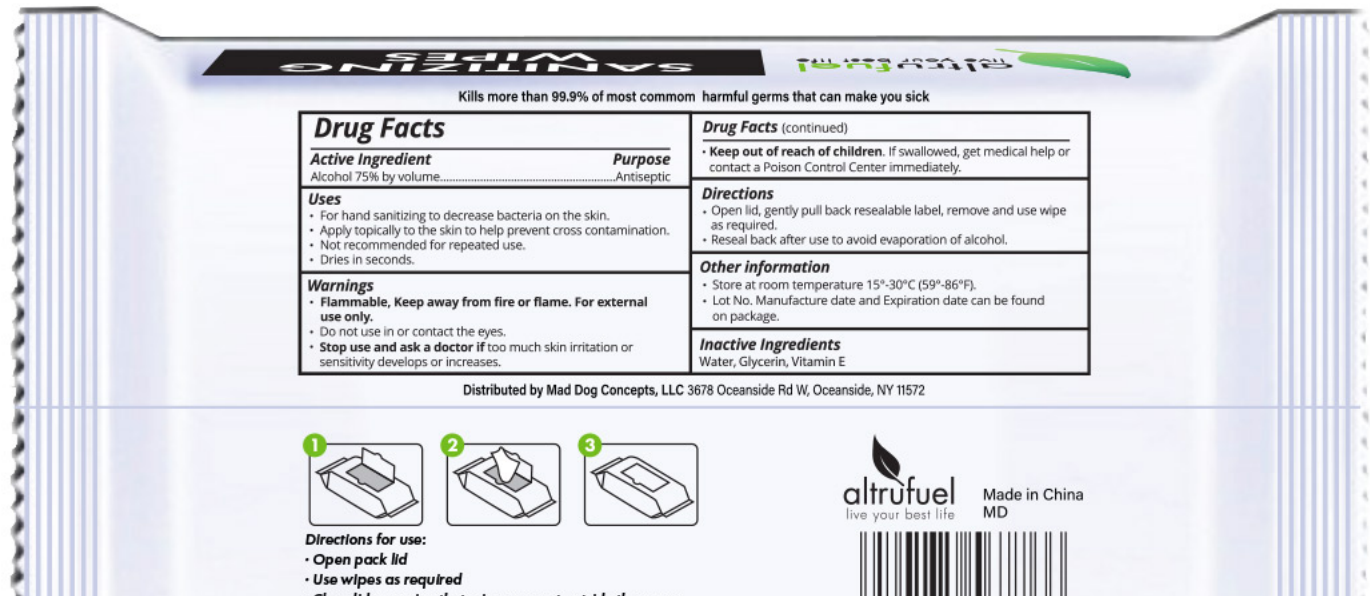 SANITIZING
WIPES
altrufuel
live your best life
Kills more than 99.9% of most commom harmful germs that can make you sick
Drug Facts
Active Ingredient Purpose
Alcohol 75% by volume..........................................................Antiseptic
Uses
• For hand sanitizing to decrease bacteria on the skin.
• Apply topically to the skin to help prevent cross contamination.
• Not recommended for repeated use.
• Dries in seconds.
Warnings
• Flammable, Keep away from fire or flame. For external
use only.
• Do not use in or contact the eyes.
• Stop use and ask a doctor if too much skin irritation or
sensitivity develops or increases.
Drug Facts (continued)
• Keep out of reach of children. If swallowed, get medical help or
contact a Poison Control Center immediately.
Directions
• Open lid, gently pull back resealable label, remove and use wipe
as required.
• Reseal back after use to avoid evaporation of alcohol.
Other information
• Store at room temperature 15°-30°C (59°-86°F).
• Lot No. Manufacture date and Expiration date can be found
on package.
Inactive Ingredients
Water, Glycerin, Vitamin E
Distributed by Mad Dog Concepts, LLC 3678 Oceanside Rd W, Oceanside, NY 11572
1
2
3
Directions for use:
· Open pack lid
· Use wipes as required
altrufuel
live your best life
Made in China
MD